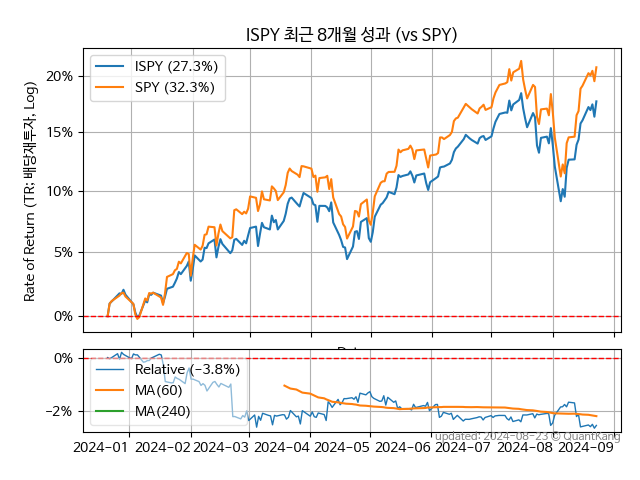 ISPY 최근 8개월 성과 (vs SPY)
Rate of Return (TR: 배당재투자, Log)
20%
15%
10%
5%
0%
ISPY (27.3%)
SPY (32.3%)
0%
−2%
Relative (−3.8%)
MA(60)
MA(240)
2024−01 2024−02 2024−03 2024−04 2024−05 2024−06 2024−07 2024−08 2024−09
updated: 2024−08−23 © QuantKang